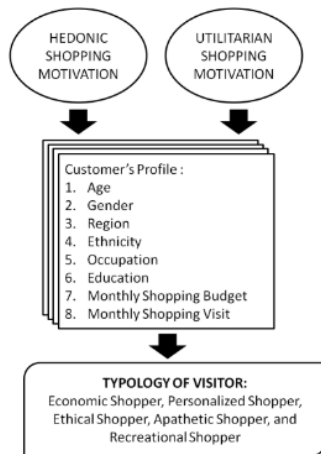 HEDONIC
SHOPPING
MOTIVATION
UTILITARIAN
SHOPPING
MOTIVATION
Customer's Profile :
1. Age
2. Gender
3. Region
4. Ethnicity
5. Occupation
6. Education
7. Monthly Shopping Budget
8. Monthly Shopping Visit
TYPOLOGY OF VISITOR:
Economic Shopper, Personalized Shopper,
Ethical Shopper, Apathetic Shopper, and
Recreational Shopper